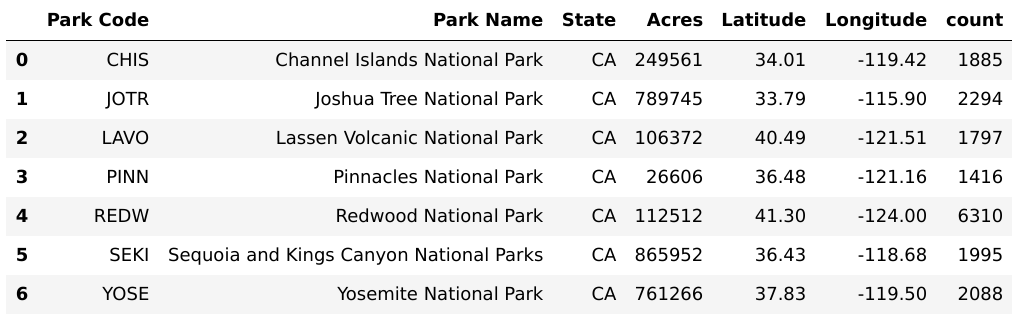 Park Code Park Name State Acres Latitude Longitude count
0 CHIS Channel Islands National Park CA 249561 34.01 -119.42 1885
1 JOTR Joshua Tree National Park CA 789745 33.79 -115.90 2294
2 LAVO Lassen Volcanic National Park CA 106372 40.49 -121.51 1797
3 PINN Pinnacles National Park CA 26606 36.48 -121.16 1416
4 REDW Redwood National Park CA 112512 41.30 -124.00 6310
5 SEKI Sequoia and Kings Canyon National Parks CA 865952 36.43 -118.68 1995
6 YOSE Yosemite National Park CA 761266 37.83 -119.50 2088